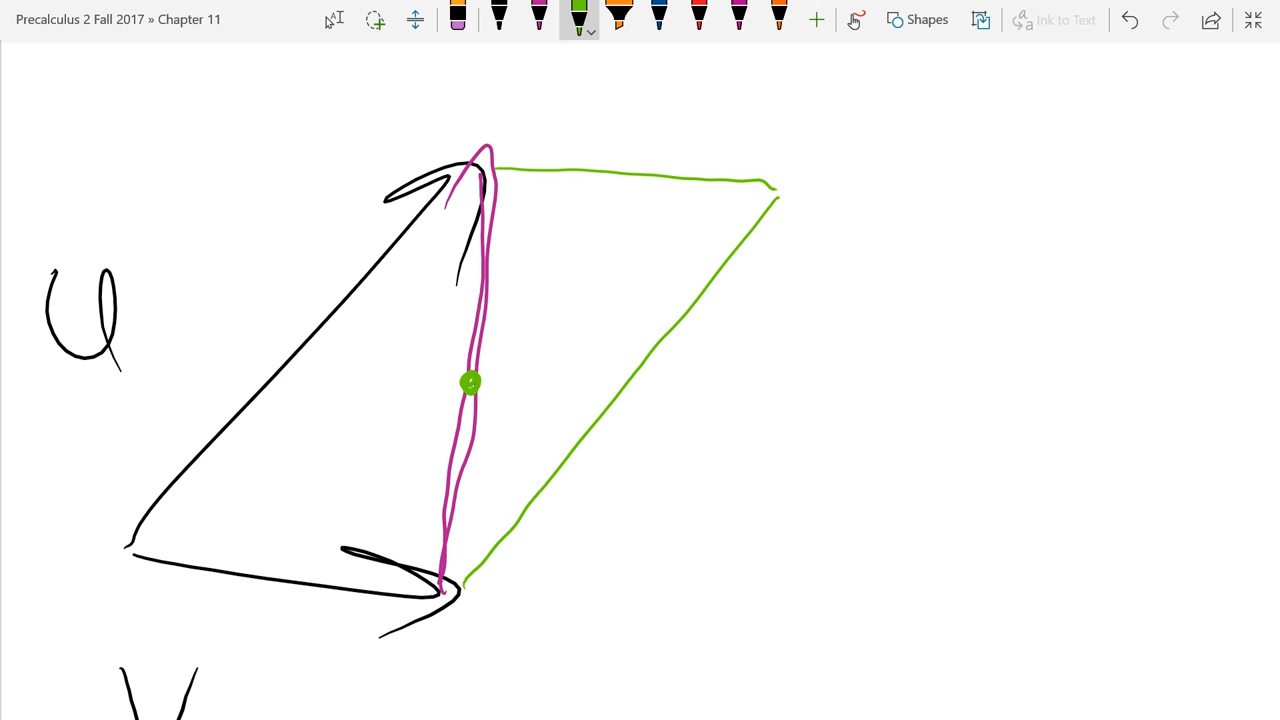 Precalculus 2 Fall 2017 » Chapter 11
Shapes
Ink to Text
U
V